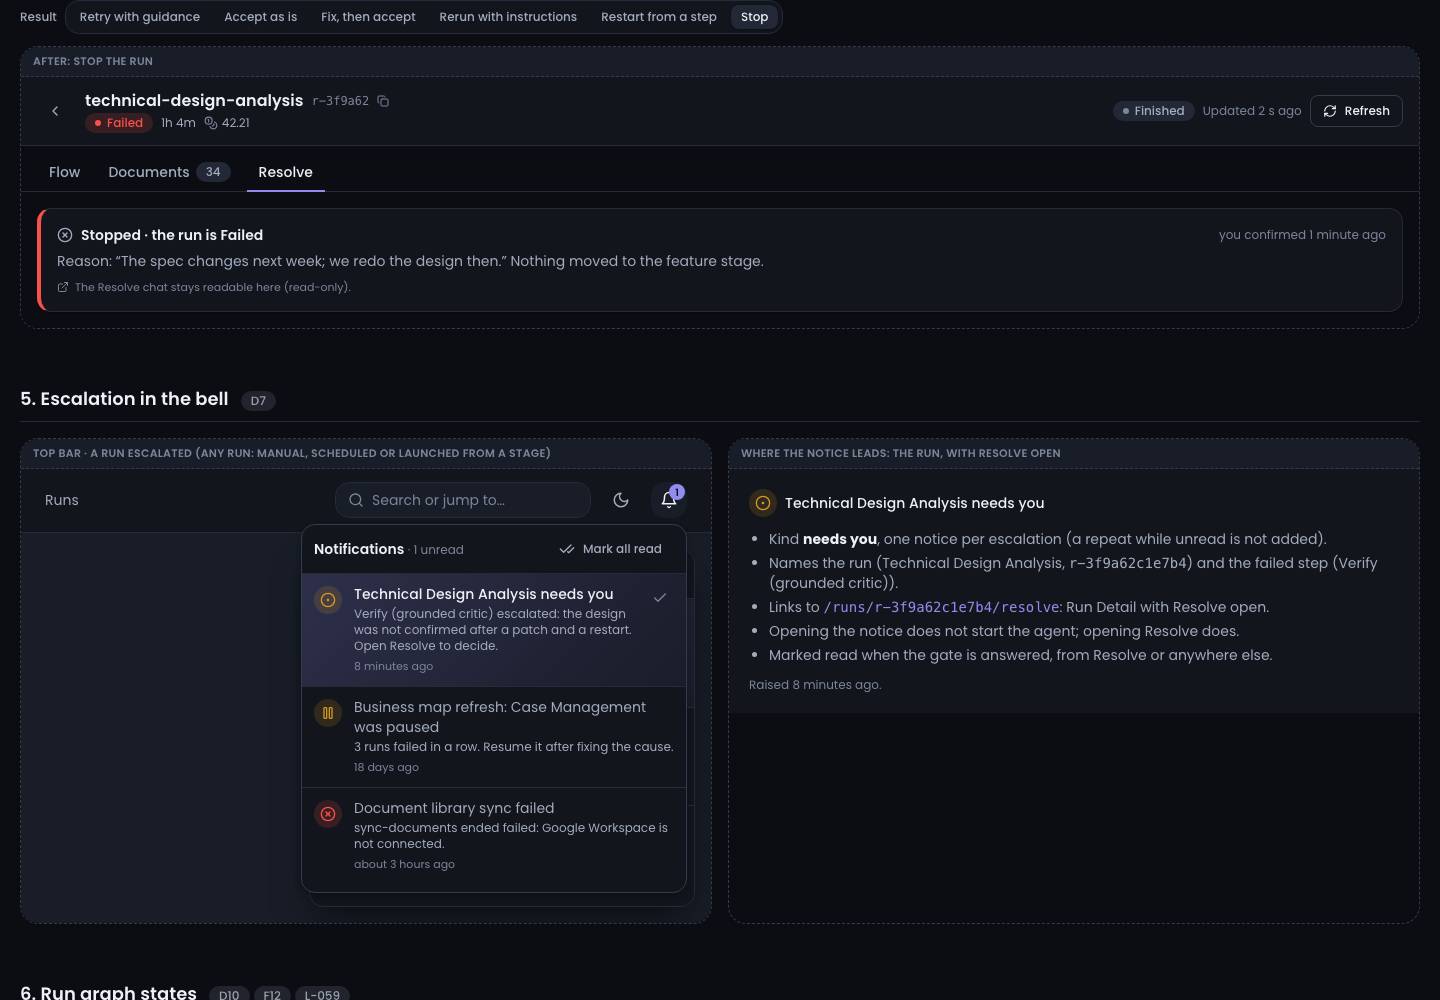 Result Retry with guidance Accept as is Fix, then accept Rerun with instructions Restart from a step Stop
AFTER: STOP THE RUN
technical-design-analysis r-3f9a62
Failed 1h 4m 42.21
Finished Updated 2 s ago Refresh
Flow Documents 34 Resolve
Stopped · the run is Failed you confirmed 1 minute ago
Reason: “The spec changes next week; we redo the design then.” Nothing moved to the feature stage.
The Resolve chat stays readable here (read-only).
5. Escalation in the bell D7
TOP BAR · A RUN ESCALATED (ANY RUN: MANUAL, SCHEDULED OR LAUNCHED FROM A STAGE)
Runs Search or jump to… 1
Notifications · 1 unread Mark all read
Technical Design Analysis needs you
Verify (grounded critic) escalated: the design
was not confirmed after a patch and a restart.
Open Resolve to decide.
8 minutes ago
Business map refresh: Case Management
was paused
3 runs failed in a row. Resume it after fixing the cause.
18 days ago
Document library sync failed
sync-documents ended failed: Google Workspace is
not connected.
about 3 hours ago
WHERE THE NOTICE LEADS: THE RUN, WITH RESOLVE OPEN
Technical Design Analysis needs you
• Kind needs you, one notice per escalation (a repeat while unread is not added).
• Names the run (Technical Design Analysis, r-3f9a62c1e7b4) and the failed step (Verify
(grounded critic)).
• Links to /runs/r-3f9a62c1e7b4/resolve: Run Detail with Resolve open.
• Opening the notice does not start the agent; opening Resolve does.
• Marked read when the gate is answered, from Resolve or anywhere else.
Raised 8 minutes ago.
6. Run graph states D10 F12 L-059